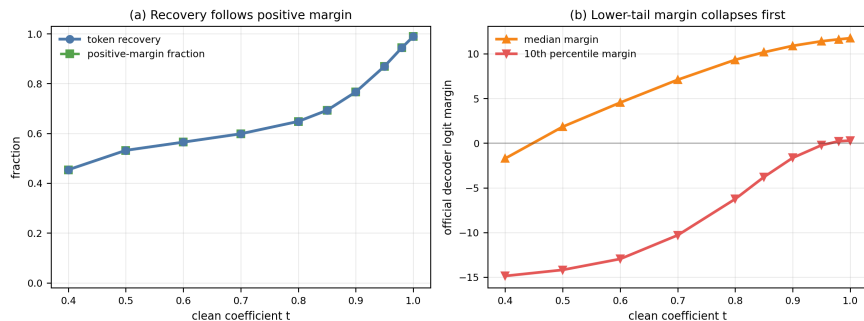 (a) Recovery follows positive margin
token recovery
positive-margin fraction
fraction
1.0
0.8
0.6
0.4
0.2
0.0
0.4 0.5 0.6 0.7 0.8 0.9 1.0
clean coefficient t
(b) Lower-tail margin collapses first
median margin
10th percentile margin
official decoder logit margin
10
5
0
−5
−10
−15
0.4 0.5 0.6 0.7 0.8 0.9 1.0
clean coefficient t